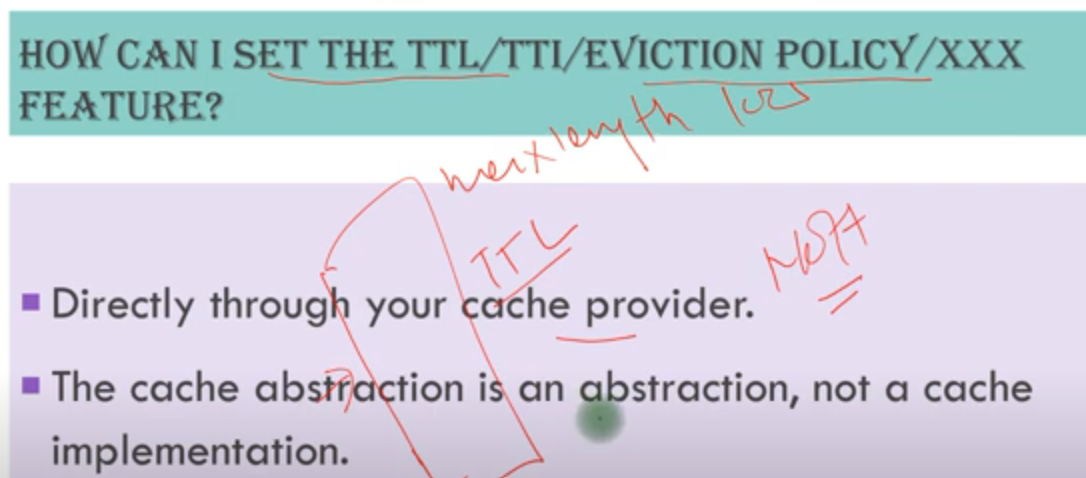 HOW CAN I SET THE TTL/TTI/EVICTION POLICY/XXX
FEATURE?
maxlength
TTL
▪ Directly through your cache provider.
▪ The cache abstraction is an abstraction, not a cache
implementation.